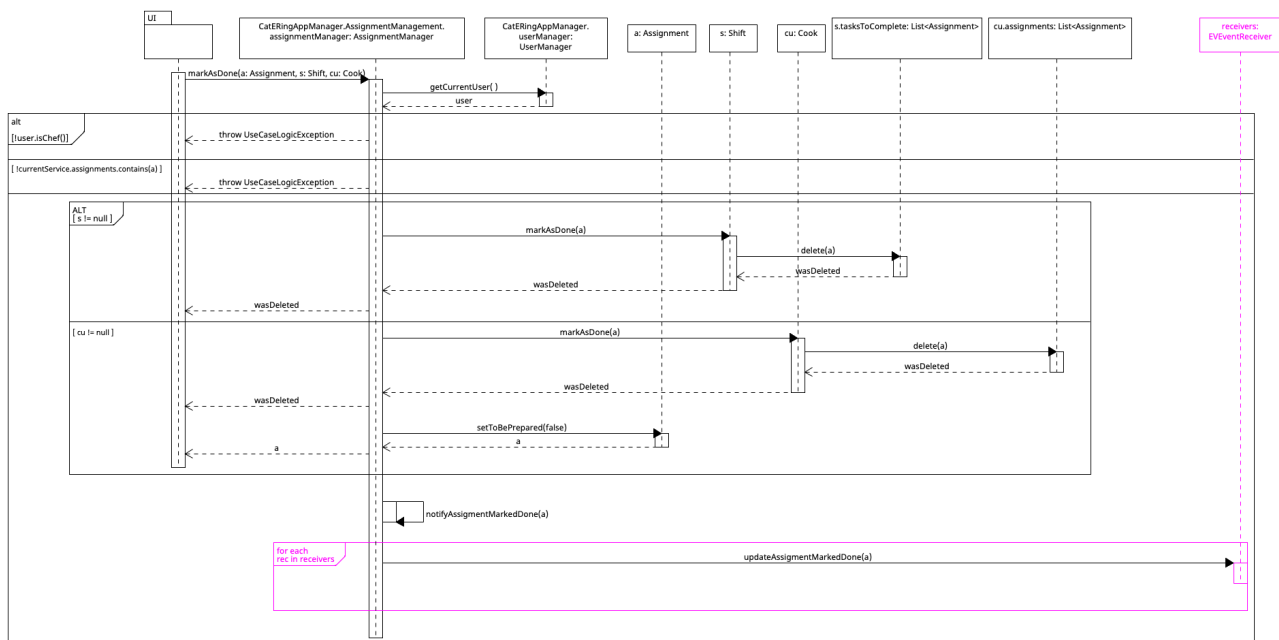 UI
CatERingAppManager.AssignmentManagement.
assignmentManager: AssignmentManager
CatERingAppManager.
userManager:
UserManager
a: Assignment
s: Shift
cu: Cook
s.tasksToComplete: List<Assignment>
cu.assignments: List<Assignment>
receivers:
EVEventReceiver
markAsDone(a: Assignment, s: Shift, cu: Cook)
getCurrentUser( )
user
alt
[!user.isChef()]
throw UseCaseLogicException
[ !currentService.assignments.contains(a) ]
throw UseCaseLogicException
ALT
[ s != null ]
markAsDone(a)
delete(a)
wasDeleted
wasDeleted
wasDeleted
[ cu != null ]
markAsDone(a)
delete(a)
wasDeleted
wasDeleted
wasDeleted
setToBePrepared(false)
a
a
notifyAssigmentMarkedDone(a)
for each
rec in receivers
updateAssigmentMarkedDone(a)